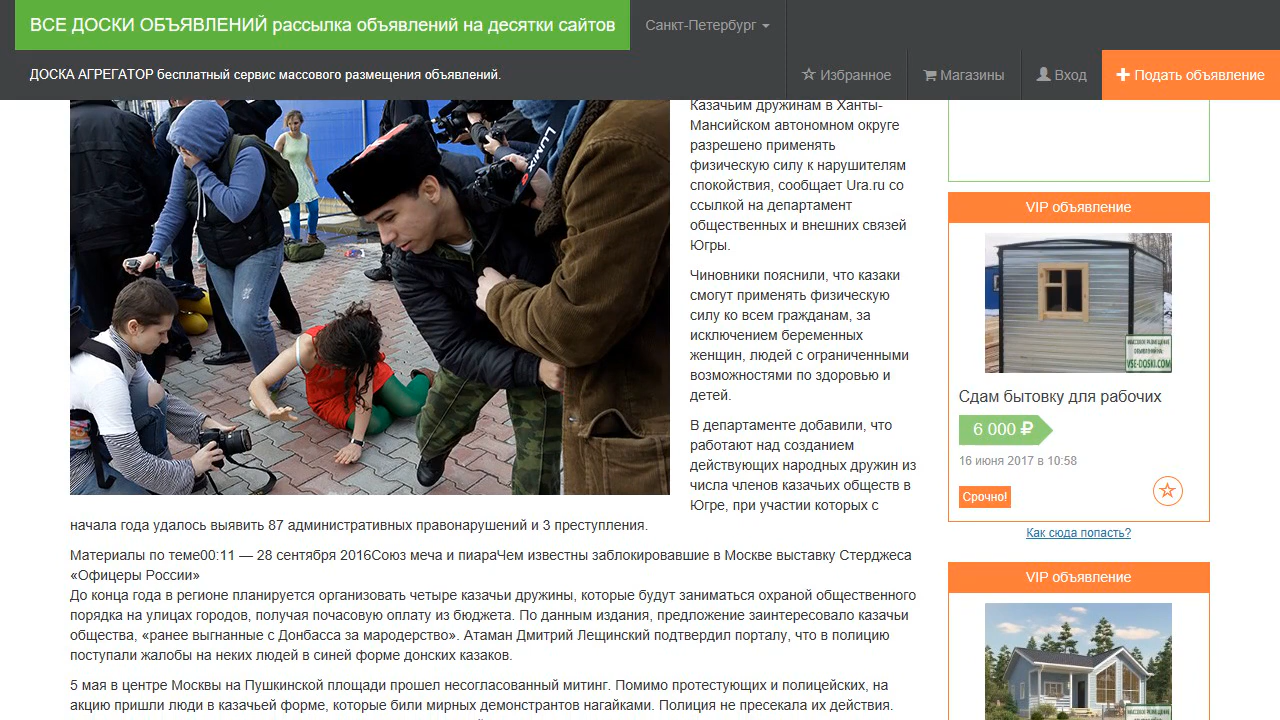 ВСЕ ДОСКИ ОБЪЯВЛЕНИЙ рассылка объявлений на десятки сайтов
Санкт-Петербург
ДОСКА АГРЕГАТОР бесплатный сервис массового размещения объявлений.
Избранное
Магазины
Вход
Подать объявление
LUMIX
Казачьим дружинам в Ханты-
Мансийском автономном округе
разрешено применять
физическую силу к нарушителям
спокойствия, сообщает Ura.ru со
ссылкой на департамент
общественных и внешних связей
Югры.
Чиновники пояснили, что казаки
смогут применять физическую
силу ко всем гражданам, за
исключением беременных
женщин, людей с ограниченными
возможностями по здоровью и
детей.
В департаменте добавили, что
работают над созданием
действующих народных дружин из
числа членов казачьих обществ в
Югре, при участии которых с
начала года удалось выявить 87 административных правонарушений и 3 преступления.
Материалы по теме00:11 — 28 сентября 2016Союз меча и пиараЧем известны заблокировавшие в Москве выставку Стерджеса
«Офицеры России»
До конца года в регионе планируется организовать четыре казачьи дружины, которые будут заниматься охраной общественного
порядка на улицах городов, получая почасовую оплату из бюджета. По данным издания, предложение заинтересовало казачьи
общества, «ранее выгнанные с Донбасса за мародерство». Атаман Дмитрий Лещинский подтвердил порталу, что в полицию
поступали жалобы на неких людей в синей форме донских казаков.
5 мая в центре Москвы на Пушкинской площади прошел несогласованный митинг. Помимо протестующих и полицейских, на
акцию пришли люди в казачьей форме, которые били мирных демонстрантов нагайками. Полиция не пресекала их действия.
VIP объявление
МАССОВОЕ РАЗМЕЩЕНИЕ
ОБЪЯВЛЕНИЙ НА
VSE-DOSKI.COM
Сдам бытовку для рабочих
6 000 ₽
16 июня 2017 в 10:58
Срочно!
Как сюда попасть?
VIP объявление